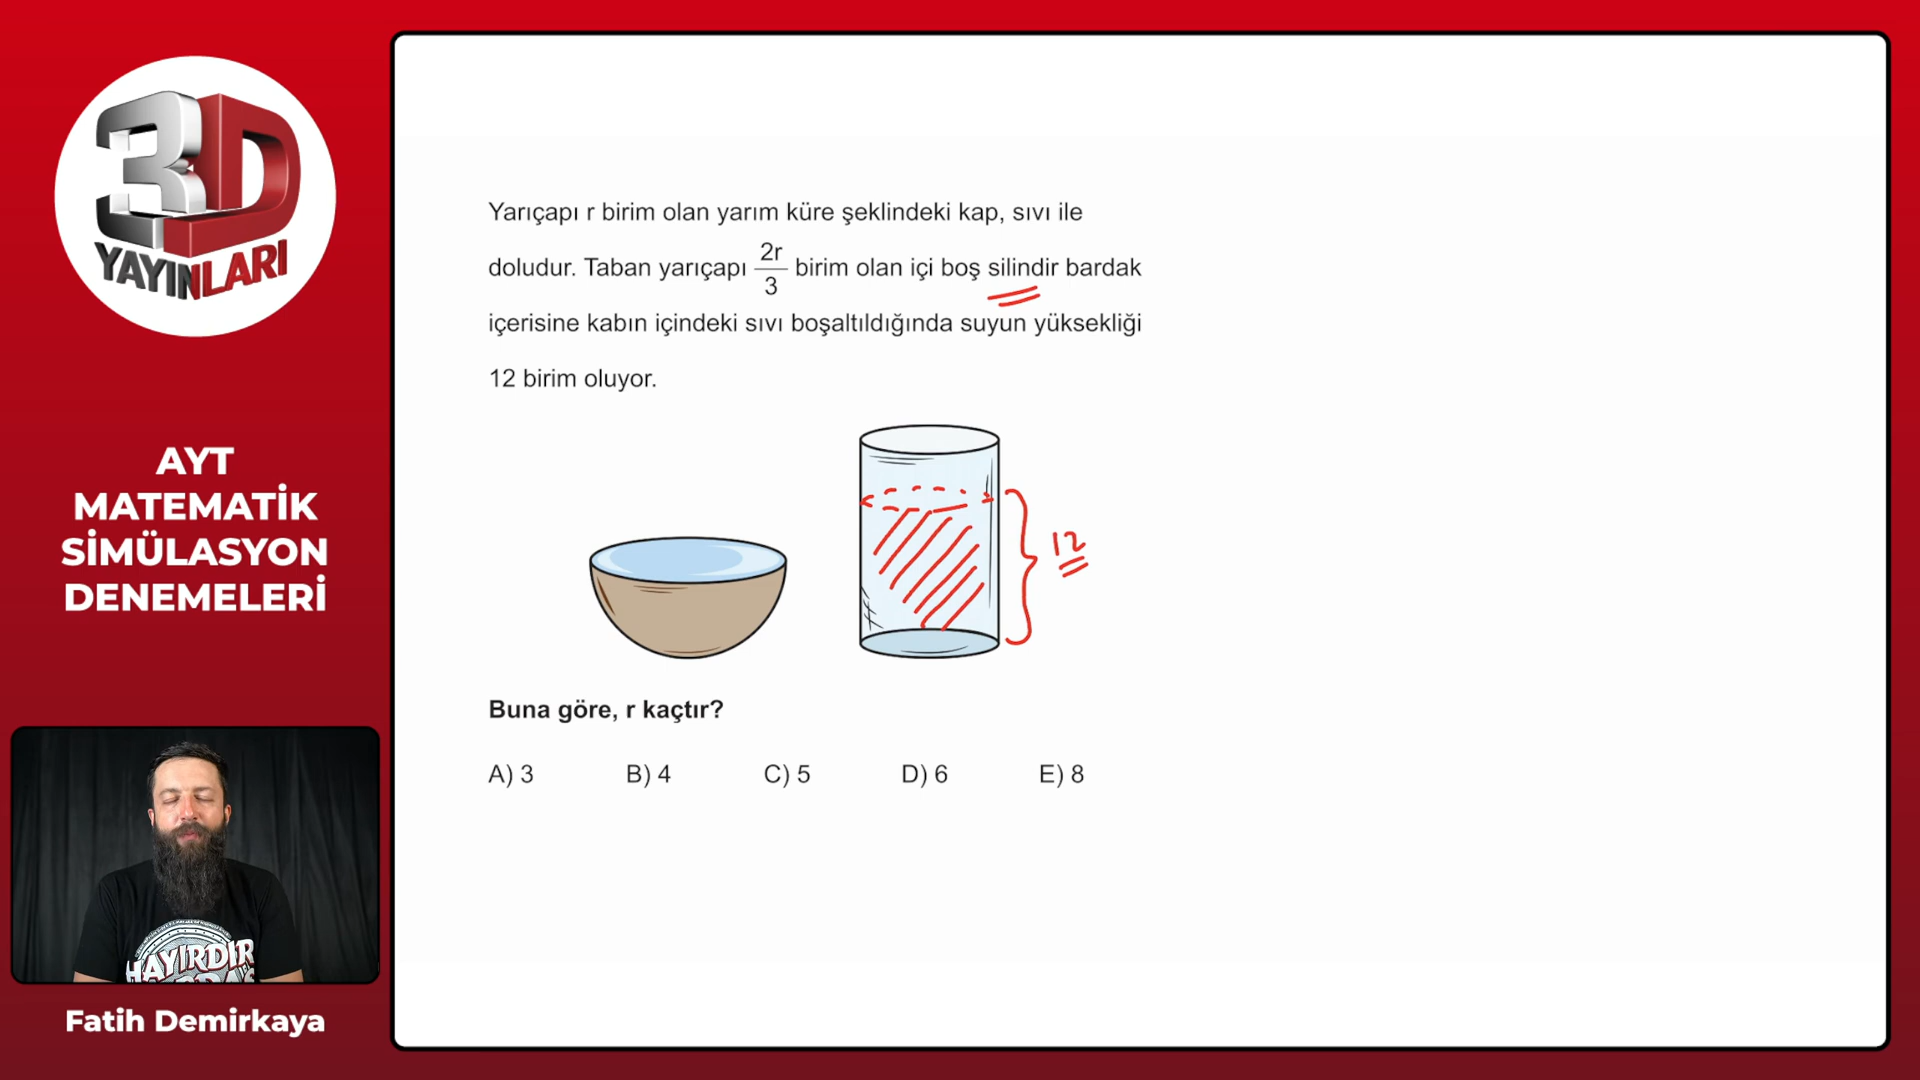 3D
YAYINLARI
AYT
MATEMATİK
SİMÜLASYON
DENEMELERİ
HAYIRDIR
Fatih Demirkaya
Yarıçapı r birim olan yarım küre şeklindeki kap, sıvı ile
doludur. Taban yarıçapı 2r/3 birim olan içi boş silindir bardak
içerisine kabın içindeki sıvı boşaltıldığında suyun yüksekliği
12 birim oluyor.
12
Buna göre, r kaçtır?
A) 3 B) 4 C) 5 D) 6 E) 8